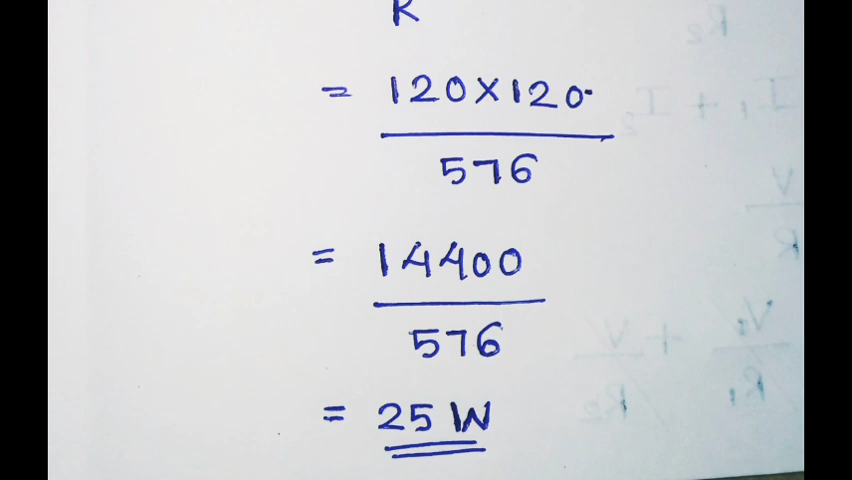 R
= 120×120
576
= 14400
576
= 25 W